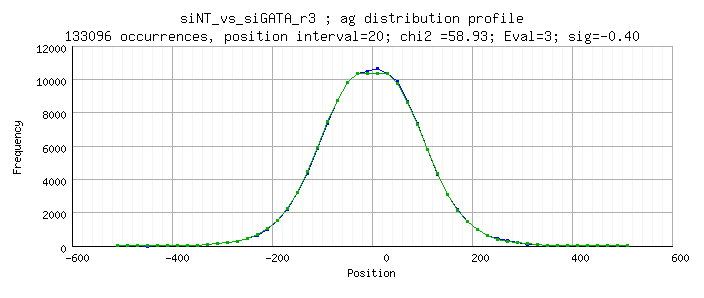 siNT_vs_siGATA_r3 ; ag distribution profile
133096 occurrences, position interval=20; chi2 =58.93; Eval=3; sig=-0.40
12000
10000
8000
6000
4000
2000
0
Frequency
-600 -400 -200 0 200 400 600
Position